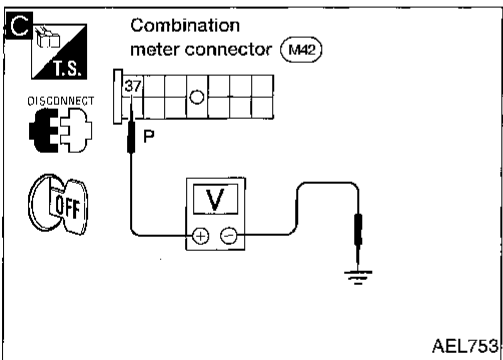 C
Combination
meter connector M42
T.S.
37
DISCONNECT
P
OFF
V
+ −
AEL753